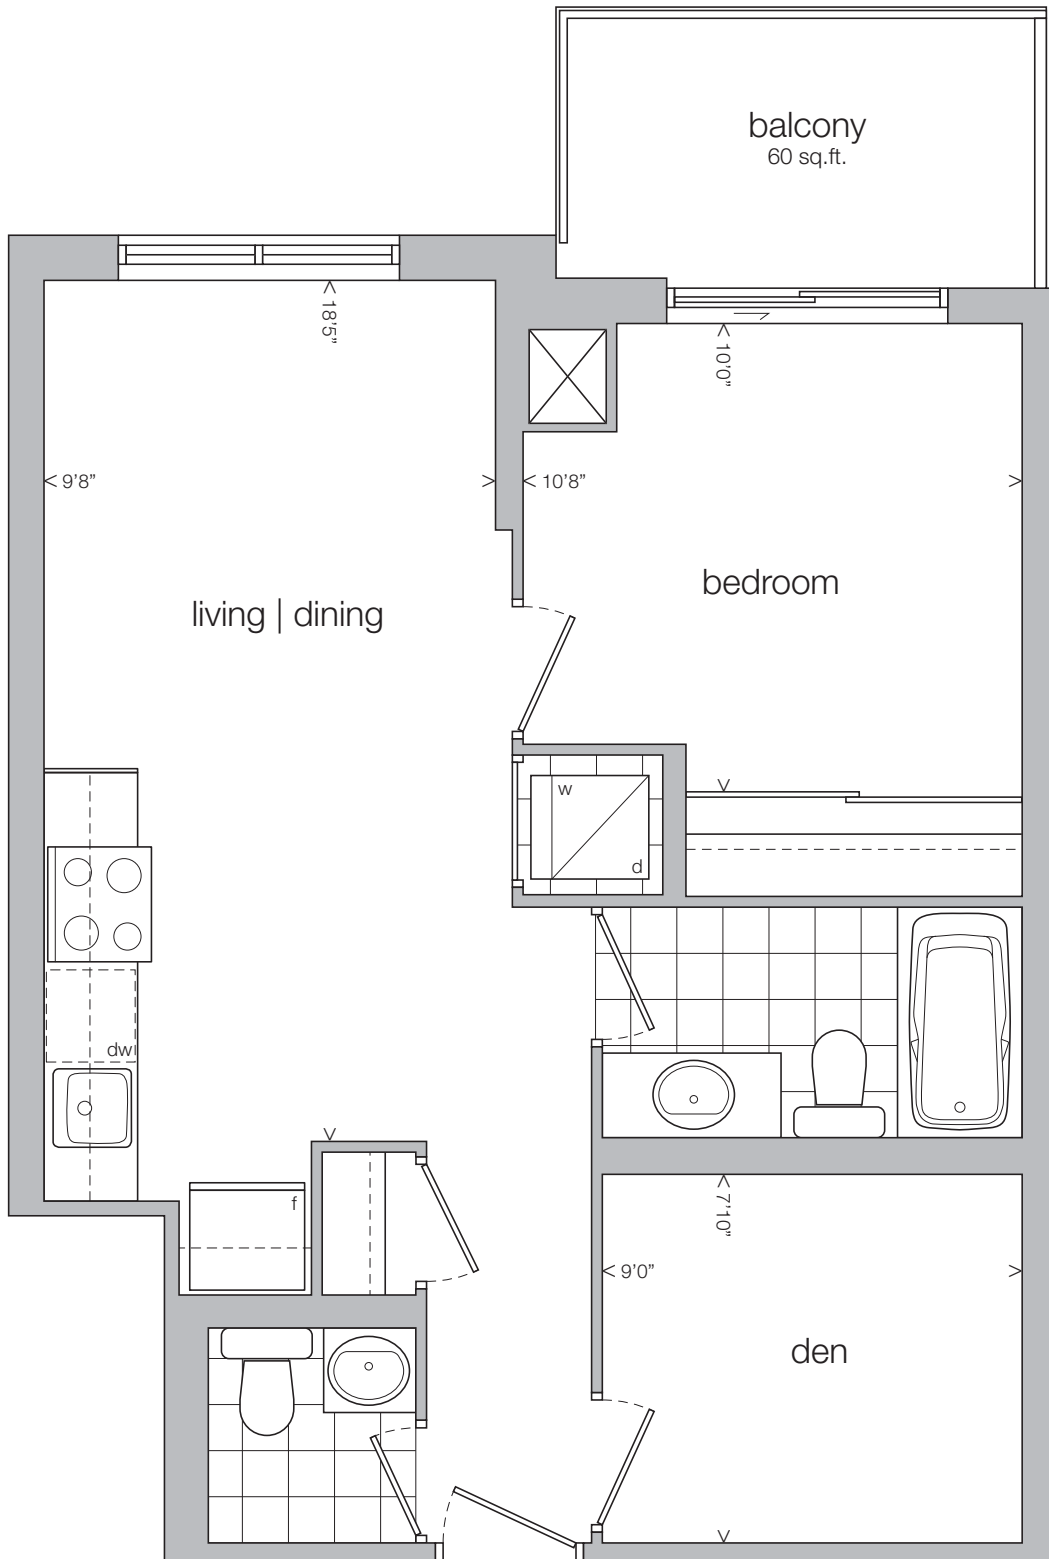 balcony
60 sq.ft.
18’5”
10’0”
9’8”
10’8”
bedroom
living | dining
w
d
dw
f
7’10”
9’0”
den